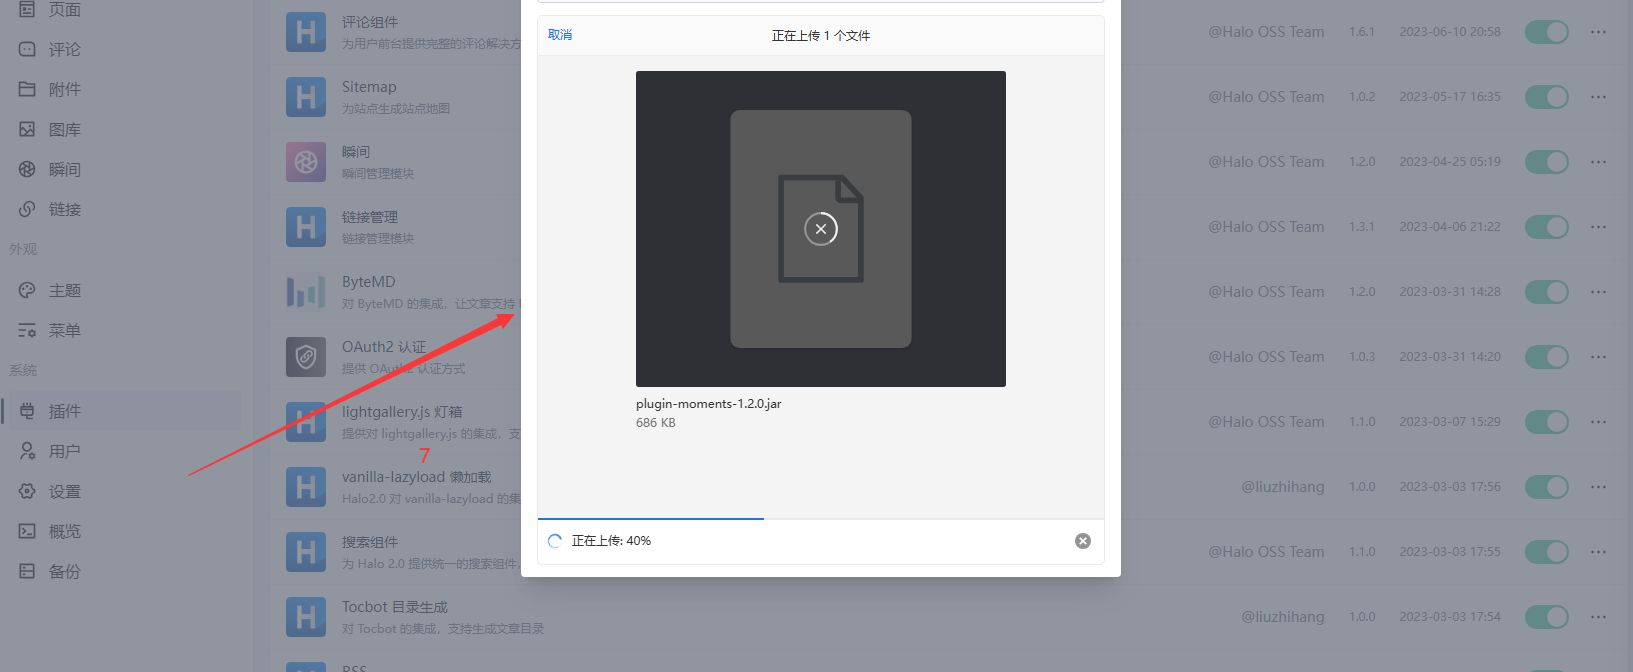 页面
评论
附件
图库
瞬间
链接
外观
主题
菜单
系统
插件
用户
设置
概览
备份
评论组件
为用户前台提供完整的评论解决方
@Halo OSS Team 1.6.1 2023-06-10 20:58
Sitemap
为站点生成站点地图
@Halo OSS Team 1.0.2 2023-05-17 16:35
瞬间
瞬间管理模块
@Halo OSS Team 1.2.0 2023-04-25 05:19
链接管理
链接管理模块
@Halo OSS Team 1.3.1 2023-04-06 21:22
ByteMD
对 ByteMD 的集成，让文章支持
@Halo OSS Team 1.2.0 2023-03-31 14:28
OAuth2 认证
提供 OAuth2 认证方式
@Halo OSS Team 1.0.3 2023-03-31 14:20
lightgallery.js 灯箱
提供对 lightgallery.js 的集成，支
@Halo OSS Team 1.1.0 2023-03-07 15:29
7
vanilla-lazyload 懒加载
Halo2.0 对 vanilla-lazyload 的集
@liuzhihang 1.0.0 2023-03-03 17:56
搜索组件
为 Halo 2.0 提供统一的搜索组件,
@Halo OSS Team 1.1.0 2023-03-03 17:55
Tocbot 目录生成
对 Tocbot 的集成，支持生成文章目录
@liuzhihang 1.0.0 2023-03-03 17:54
RSS
取消
正在上传 1 个文件
plugin-moments-1.2.0.jar
686 KB
正在上传: 40%